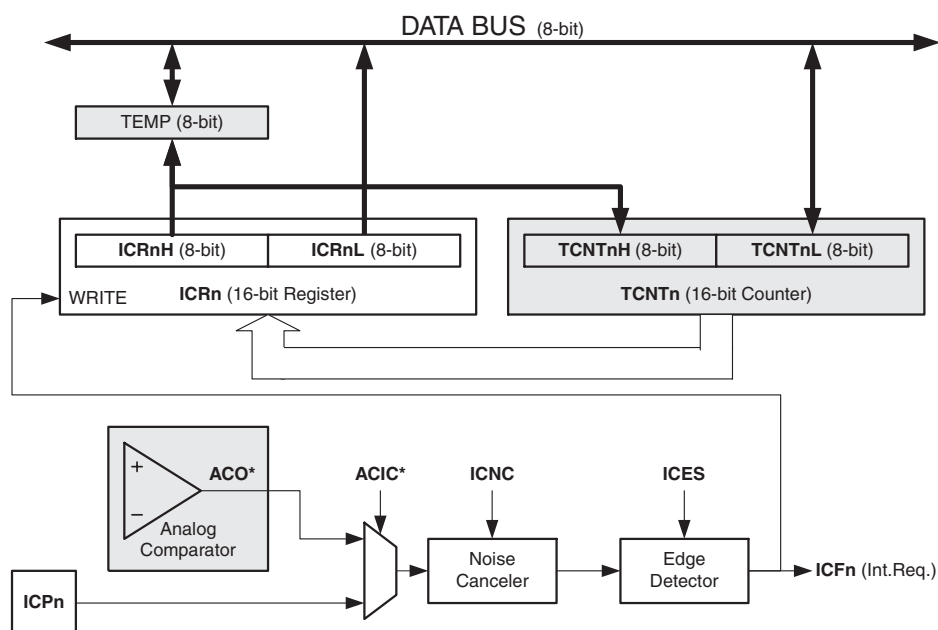 DATA BUS (8-bit)
TEMP (8-bit)
ICRnH (8-bit)
ICRnL (8-bit)
TCNTnH (8-bit)
TCNTnL (8-bit)
WRITE
ICRn (16-bit Register)
TCNTn (16-bit Counter)
+
−
ACO*
Analog
Comparator
ACIC*
ICNC
ICES
Noise
Canceler
Edge
Detector
ICFn (Int.Req.)
ICPn